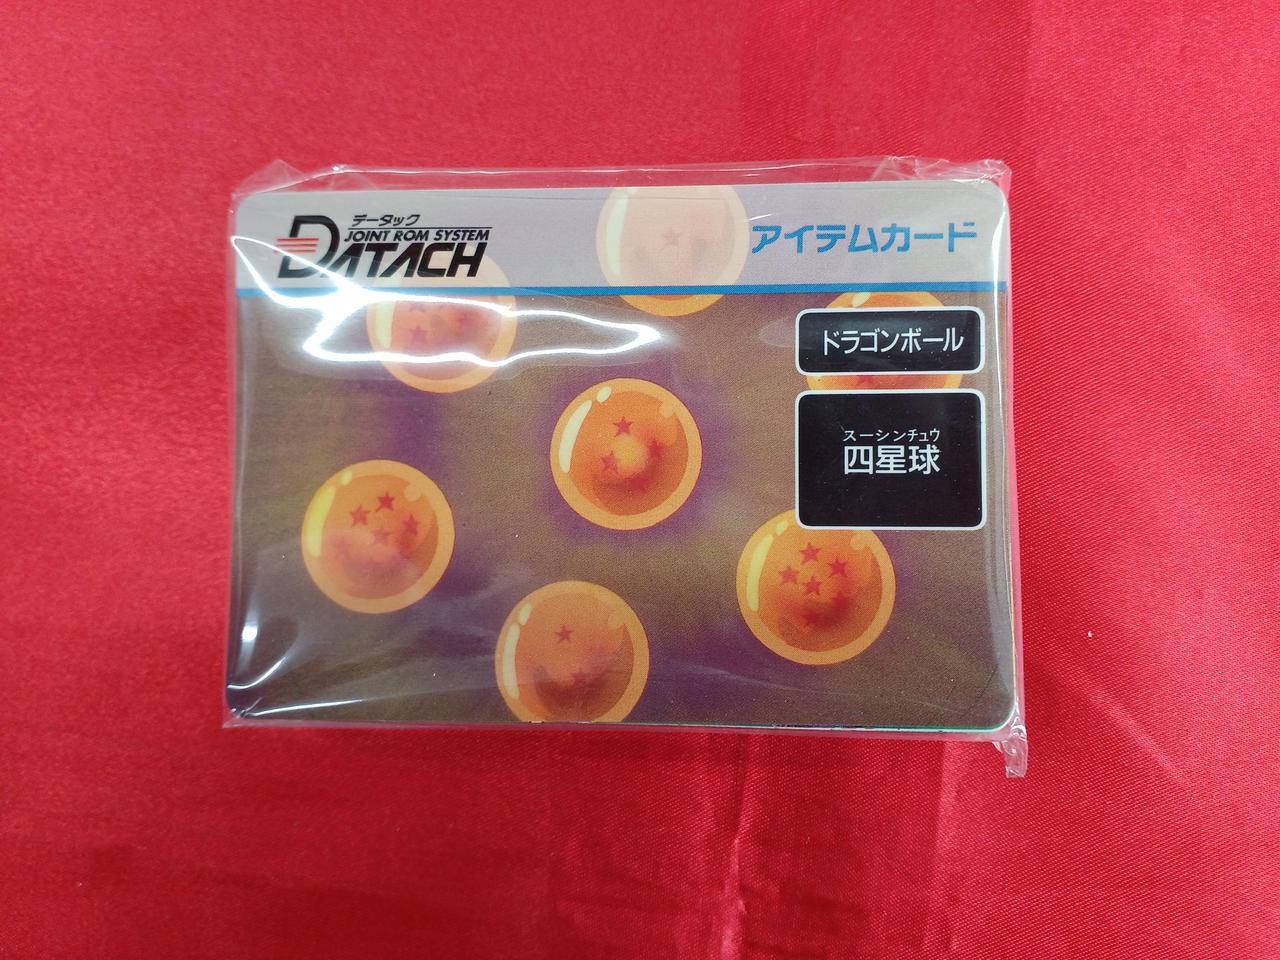 データック
JOINT ROM SYSTEM
DATACH
アイテムカード
ドラゴンボール
スーシンチュウ
四星球